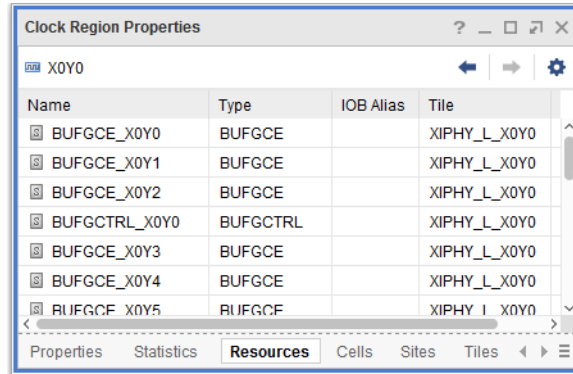 Clock Region Properties
X0Y0
Name Type IOB Alias Tile
BUFGCE_X0Y0 BUFGCE XIPHY_L_X0Y0
BUFGCE_X0Y1 BUFGCE XIPHY_L_X0Y0
BUFGCE_X0Y2 BUFGCE XIPHY_L_X0Y0
BUFGCTRL_X0Y0 BUFGCTRL XIPHY_L_X0Y0
BUFGCE_X0Y3 BUFGCE XIPHY_L_X0Y0
BUFGCE_X0Y4 BUFGCE XIPHY_L_X0Y0
BUFGCE_X0Y5 BUFGCE XIPHY_L_X0Y0
Properties Statistics Resources Cells Sites Tiles